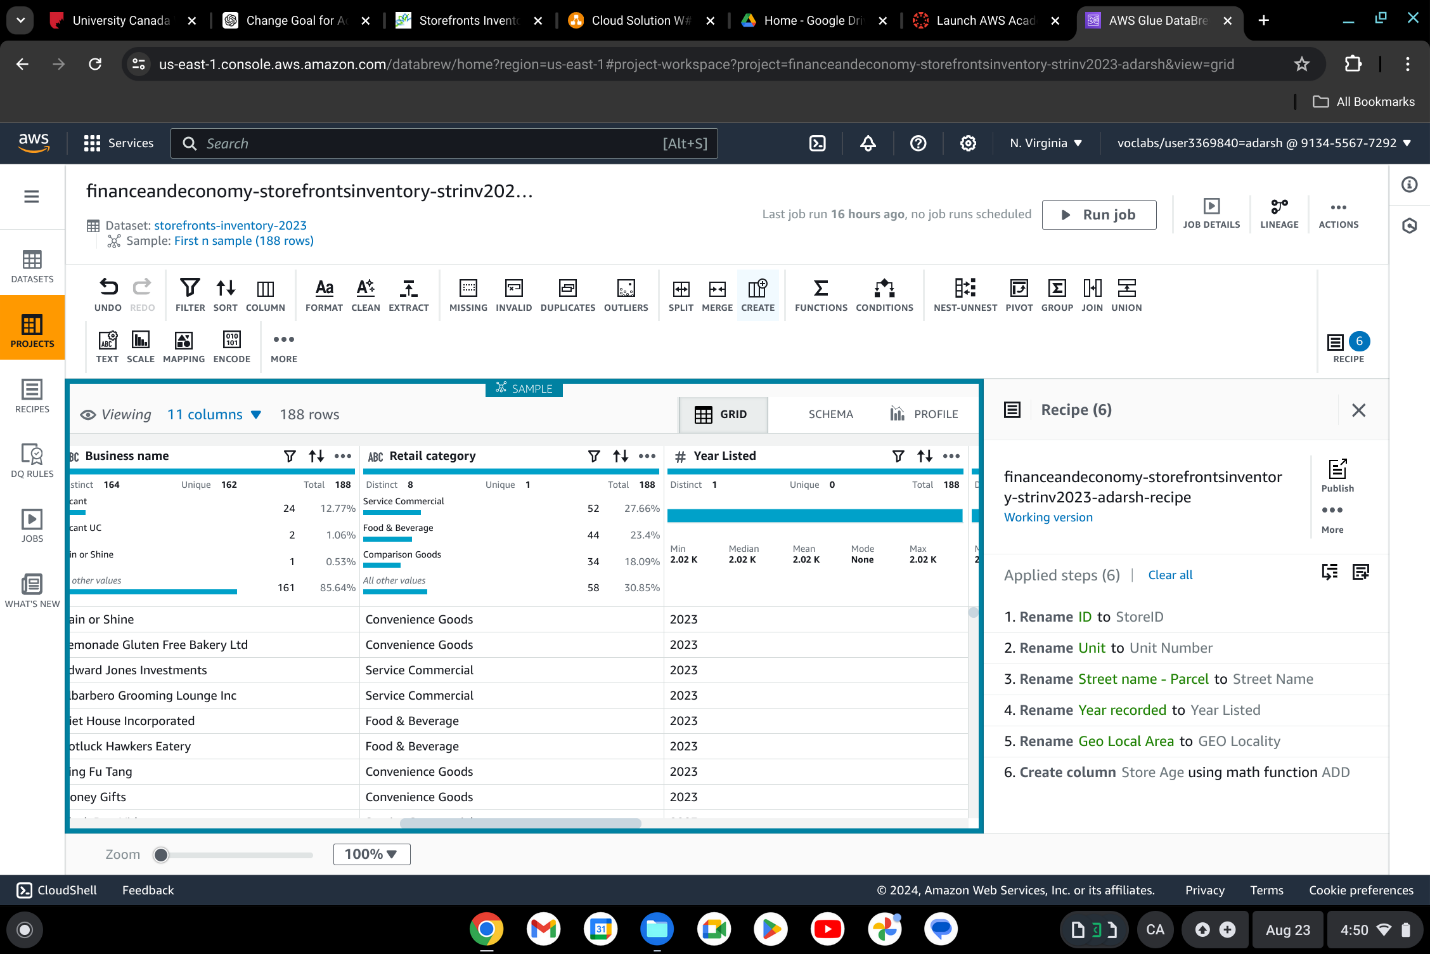 University Canada
Change Goal for A
Storefronts Invent
Cloud Solution W#
Home - Google Dri
Launch AWS Acad
AWS Glue DataBre
us-east-1.console.aws.amazon.com/databrew/home?region=us-east-1#project-workspace?project=financeandeconomy-storefrontsinventory-strinv2023-adarsh&view=grid
All Bookmarks
aws
Services
Search
[Alt+S]
N. Virginia
voclabs/user3369840=adarsh @ 9134-5567-7292
financeandeconomy-storefrontsinventory-strinv202...
Dataset: storefronts-inventory-2023
Sample: First n sample (188 rows)
Last job run 16 hours ago, no job runs scheduled
Run job
JOB DETAILS
LINEAGE
ACTIONS
DATASETS
PROJECTS
RECIPES
DQ RULES
JOBS
WHAT'S NEW
UNDO
REDO
FILTER
SORT
COLUMN
FORMAT
CLEAN
EXTRACT
MISSING
INVALID
DUPLICATES
OUTLIERS
SPLIT
MERGE
CREATE
FUNCTIONS
CONDITIONS
NEST-UNNEST
PIVOT
GROUP
JOIN
UNION
TEXT
SCALE
MAPPING
ENCODE
MORE
6
RECIPE
SAMPLE
Viewing 11 columns 188 rows
GRID
SCHEMA
PROFILE
BC Business name
ABC Retail category
# Year Listed
stinct 164 Unique 162 Total 188
Distinct 8 Unique 1 Total 188
Distinct 1 Unique 0 Total 188
cant 24 12.77%
cant UC 2 1.06%
in or Shine 1 0.53%
other values 161 85.64%
Service Commercial 52 27.66%
Food & Beverage 44 23.4%
Comparison Goods 34 18.09%
All other values 58 30.85%
Min Median Mean Mode Max
2.02 K 2.02 K 2.02 K None 2.02 K
ain or Shine Convenience Goods 2023
emonade Gluten Free Bakery Ltd Convenience Goods 2023
dward Jones Investments Service Commercial 2023
lbarbero Grooming Lounge Inc Service Commercial 2023
iet House Incorporated Food & Beverage 2023
otluck Hawkers Eatery Food & Beverage 2023
ing Fu Tang Convenience Goods 2023
oney Gifts Convenience Goods 2023
Zoom
100%
Recipe (6)
financeandeconomy-storefrontsinventor
y-strinv2023-adarsh-recipe
Working version
Publish
More
Applied steps (6) | Clear all
1. Rename ID to StoreID
2. Rename Unit to Unit Number
3. Rename Street name - Parcel to Street Name
4. Rename Year recorded to Year Listed
5. Rename Geo Local Area to GEO Locality
6. Create column Store Age using math function ADD
CloudShell
Feedback
© 2024, Amazon Web Services, Inc. or its affiliates.
Privacy
Terms
Cookie preferences
31
CA
Aug 23
4:50